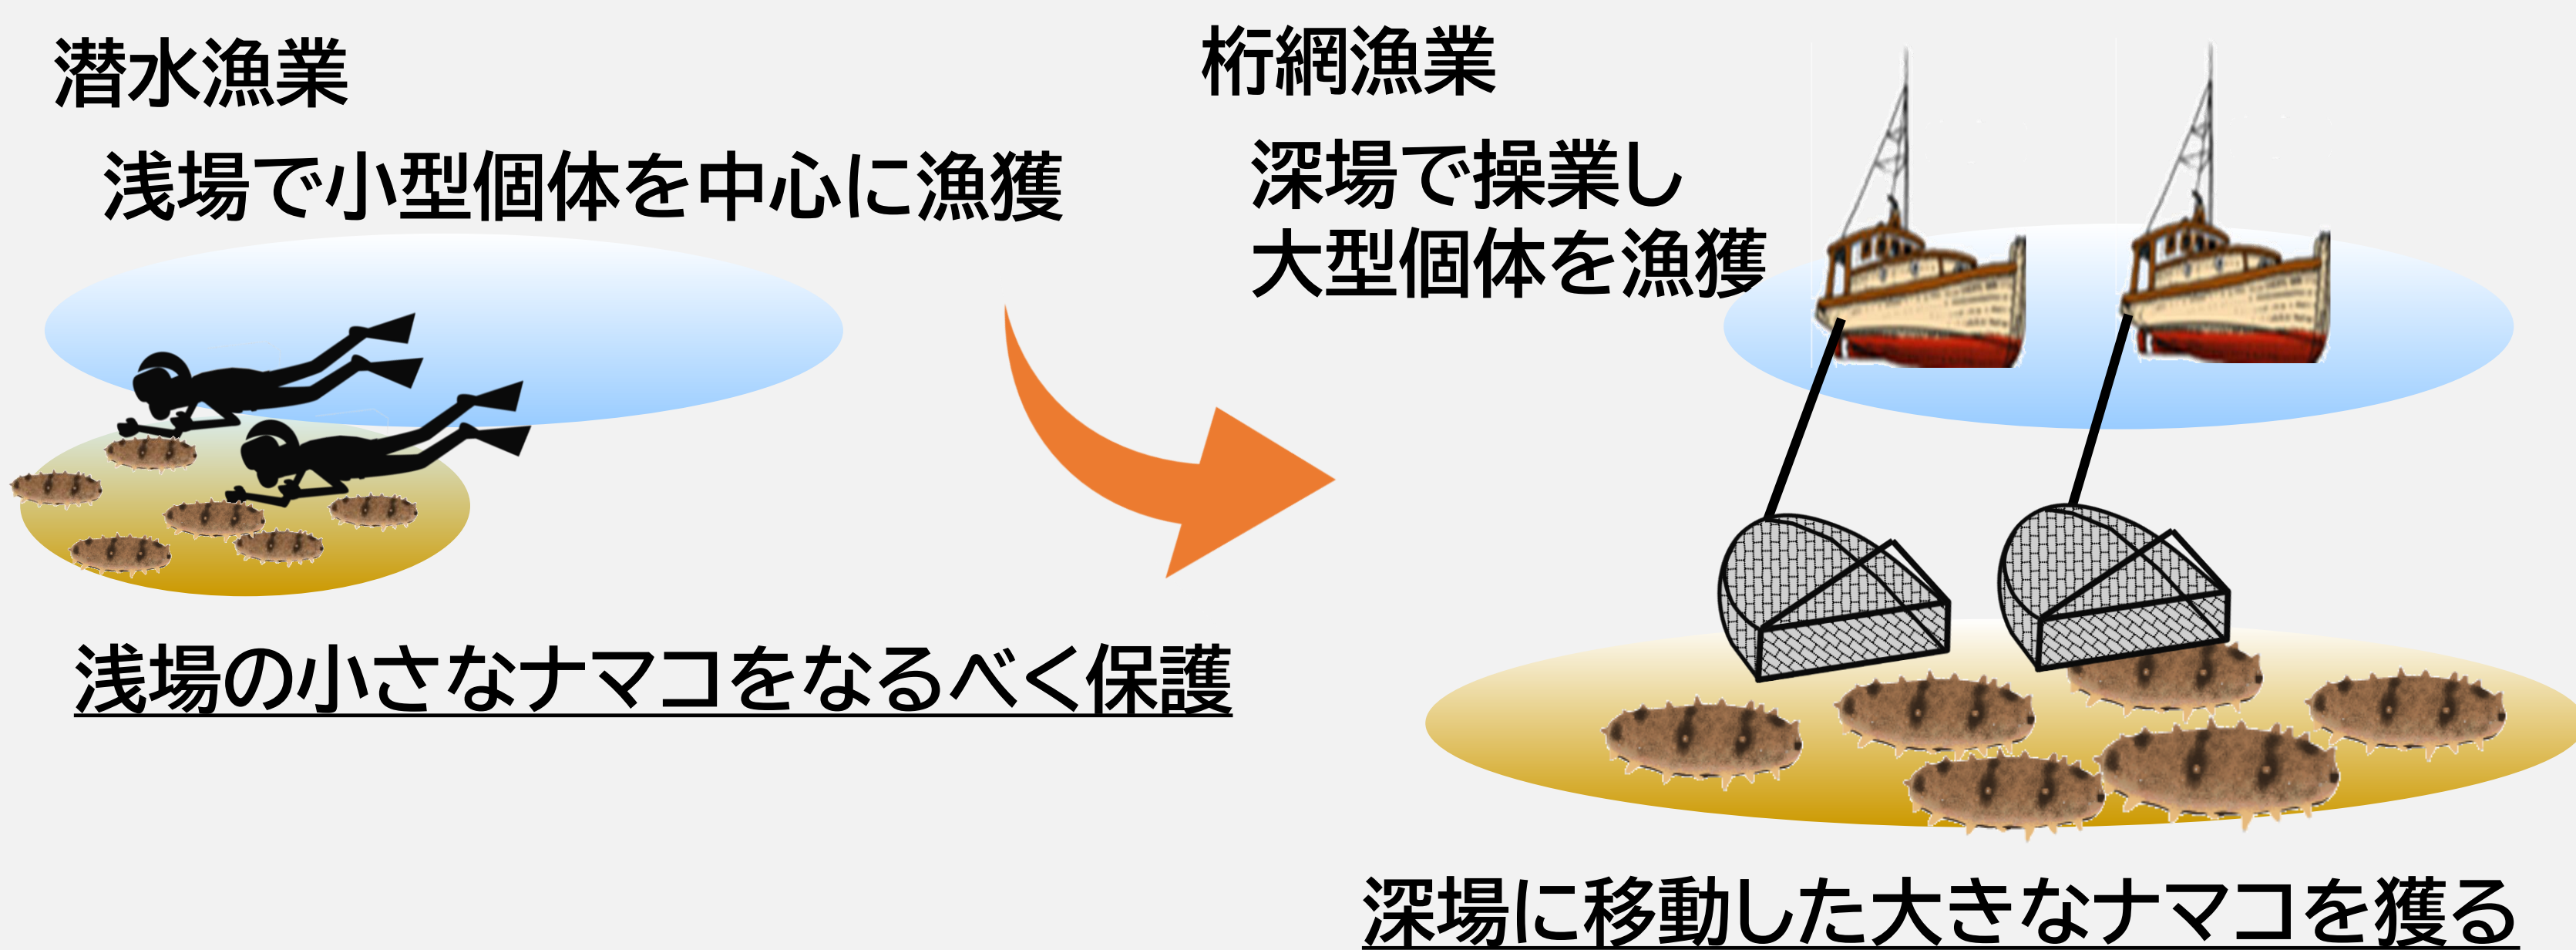 潜水漁業
浅場で小型個体を中心に漁獲
浅場の小さなナマコをなるべく保護
桁網漁業
深場で操業し
大型個体を漁獲
深場に移動した大きなナマコを獲る